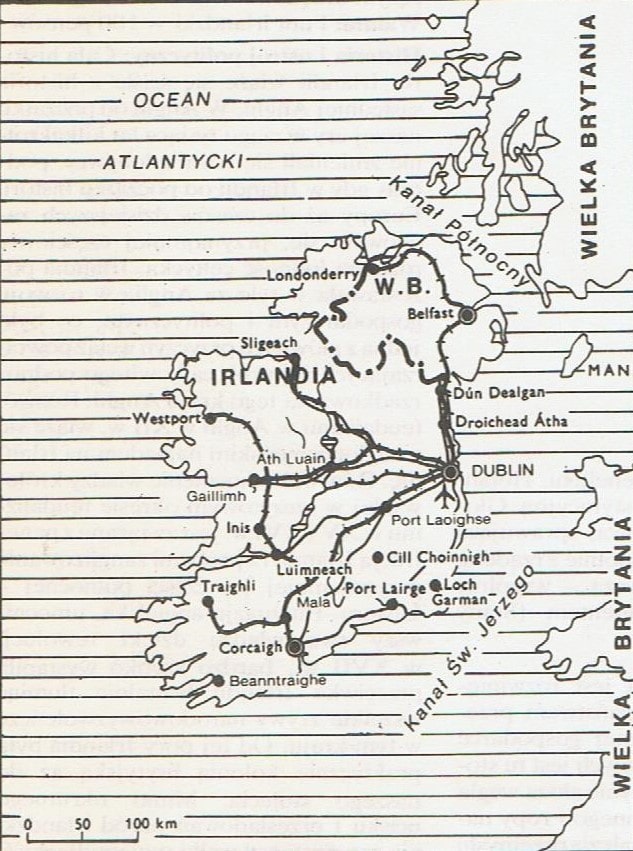 OCEAN
ATLANTYCKI
WIELKA BRYTANIA
Kanał Północny
Londonderry
W.B.
Belfast
Sligeach
IRLANDIA
MAN
Dún Dealgan
Westport
Droichead Átha
Ath Luain
DUBLIN
Gaillimh
Port Laoighse
Inis
Cill Choinnigh
Luimneach
Traighli
Port Lairge
Loch
Garman
Mala
Corcaigh
Kanał Św. Jerzego
Beanntraighe
WIELKA BRYTANIA
0 50 100 km